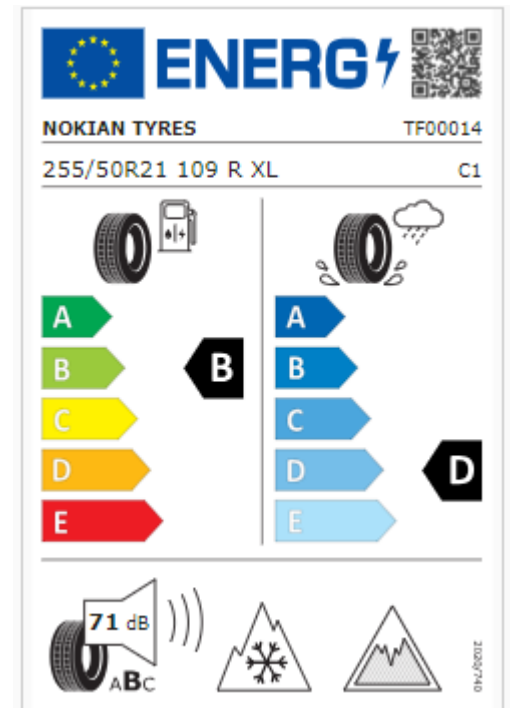 ENERG
NOKIAN TYRES TF00014
255/50R21 109 R XL C1
A A
B B B
C C
D D D
E E
71 dB
ABC
2020/740